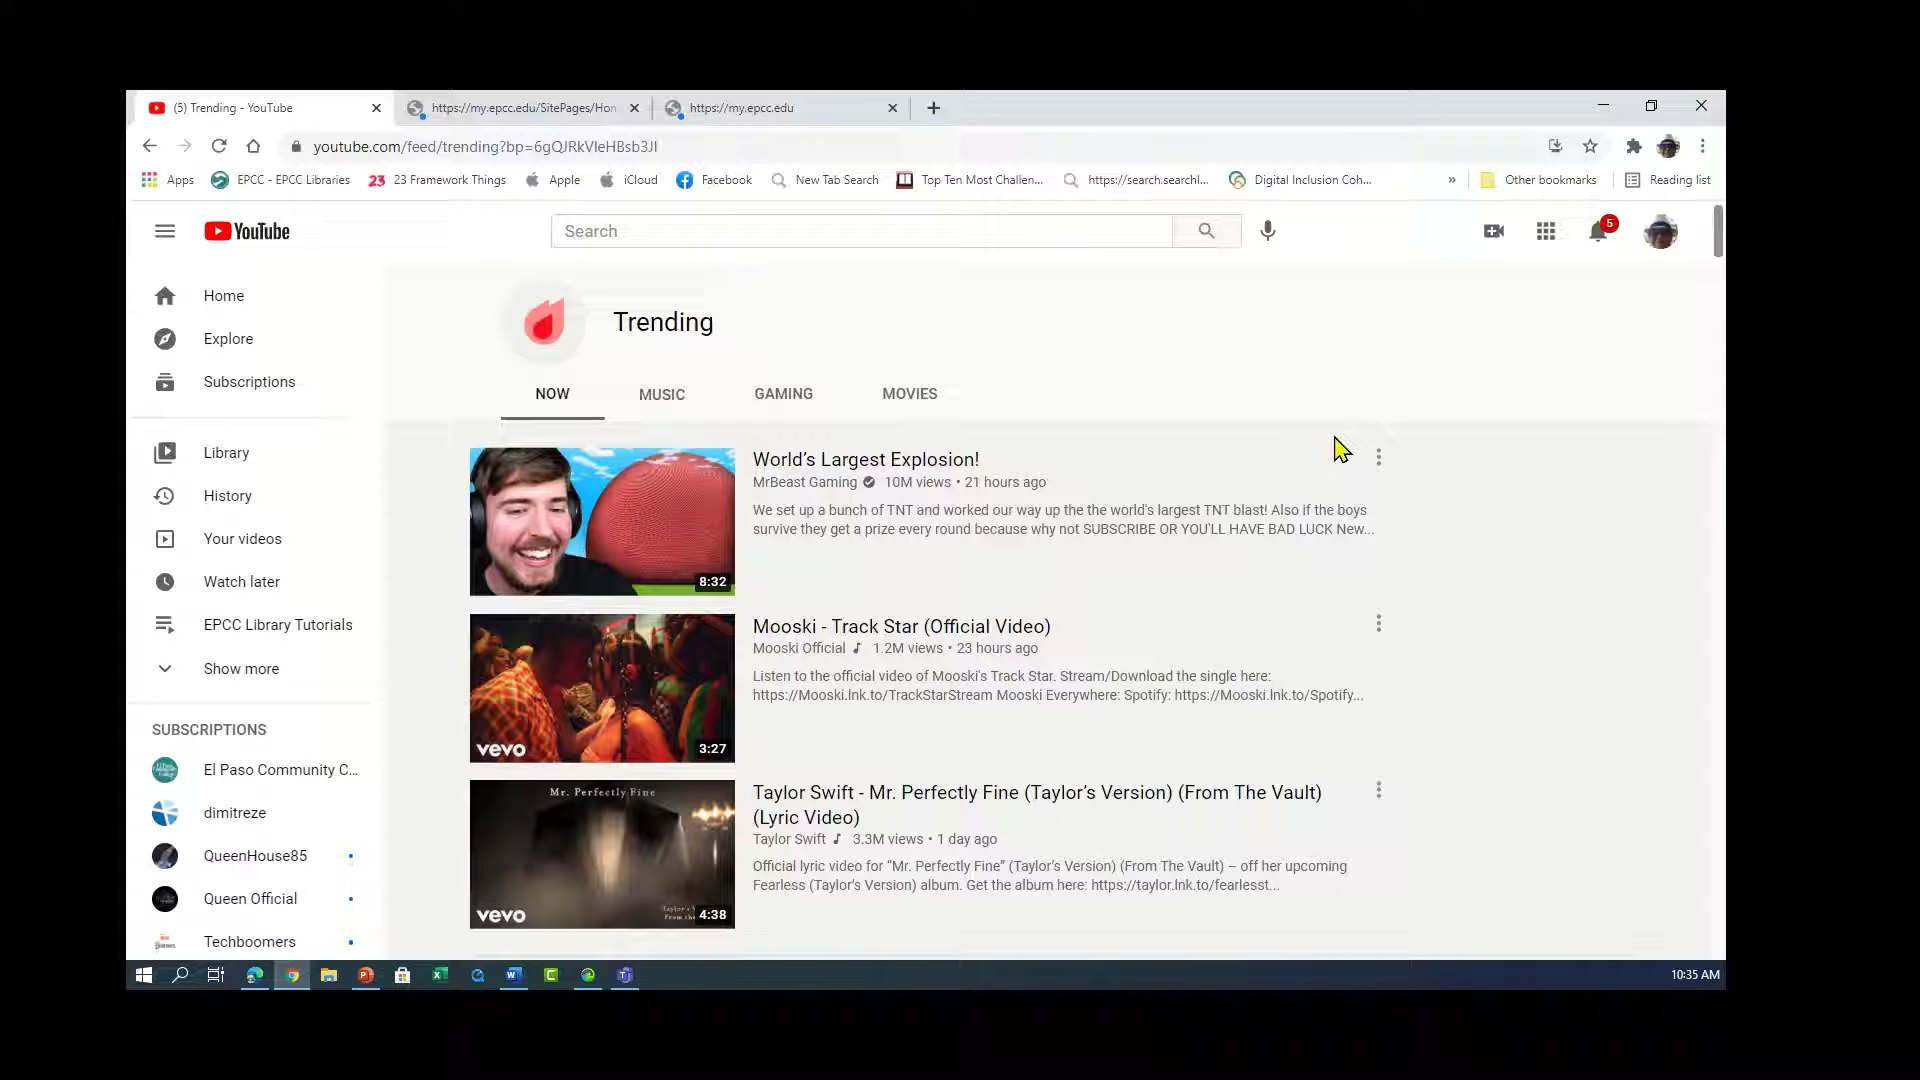 (5) Trending - YouTube
https://my.epcc.edu/SitePages/Hon
https://my.epcc.edu
youtube.com/feed/trending?bp=6gQJRkVleHBsb3Jl
Apps
EPCC - EPCC Libraries
23 23 Framework Things
Apple
iCloud
Facebook
New Tab Search
Top Ten Most Challen...
https://search.searchl...
Digital Inclusion Coh...
»
Other bookmarks
Reading list
YouTube
Search
5
Home
Explore
Subscriptions
Library
History
Your videos
Watch later
EPCC Library Tutorials
Show more
SUBSCRIPTIONS
El Paso Community C...
dimitreze
QueenHouse85
Queen Official
Techboomers
Trending
NOW
MUSIC
GAMING
MOVIES
8:32
World’s Largest Explosion!
MrBeast Gaming 10M views • 21 hours ago
We set up a bunch of TNT and worked our way up the the world's largest TNT blast! Also if the boys
survive they get a prize every round because why not SUBSCRIBE OR YOU'LL HAVE BAD LUCK New...
vevo
3:27
Mooski - Track Star (Official Video)
Mooski Official 1.2M views • 23 hours ago
Listen to the official video of Mooski's Track Star. Stream/Download the single here:
https://Mooski.lnk.to/TrackStarStream Mooski Everywhere: Spotify: https://Mooski.lnk.to/Spotify...
Mr. Perfectly Fine
vevo
4:38
Taylor Swift - Mr. Perfectly Fine (Taylor’s Version) (From The Vault)
(Lyric Video)
Taylor Swift 3.3M views • 1 day ago
Official lyric video for “Mr. Perfectly Fine” (Taylor’s Version) (From The Vault) – off her upcoming
Fearless (Taylor’s Version) album. Get the album here: https://taylor.lnk.to/fearlesst...
10:35 AM